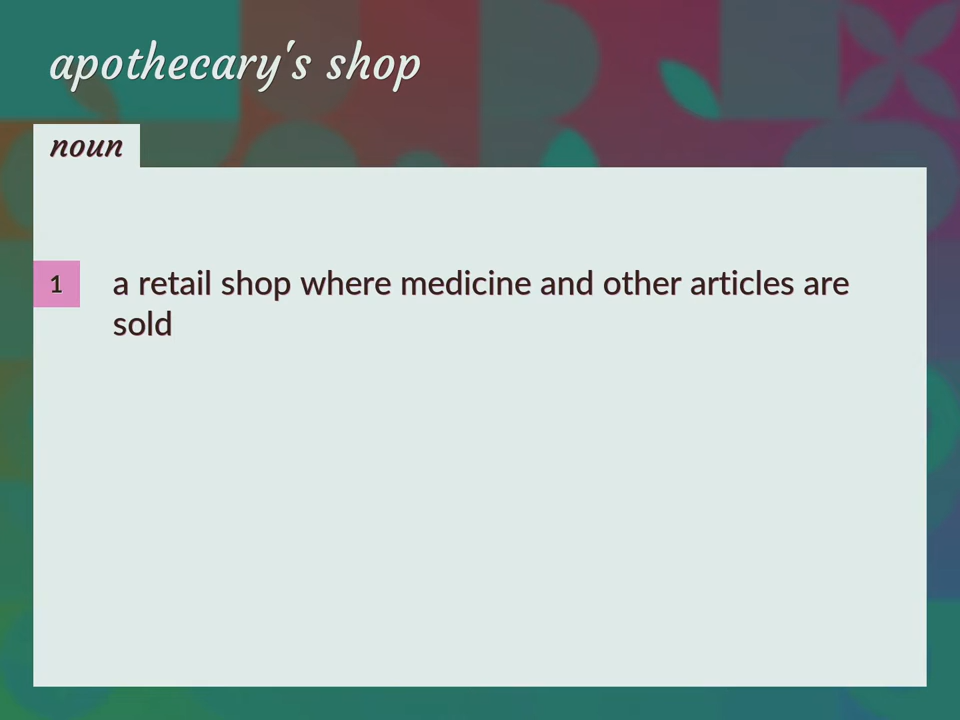 apothecary's shop
noun
1
a retail shop where medicine and other articles are
sold